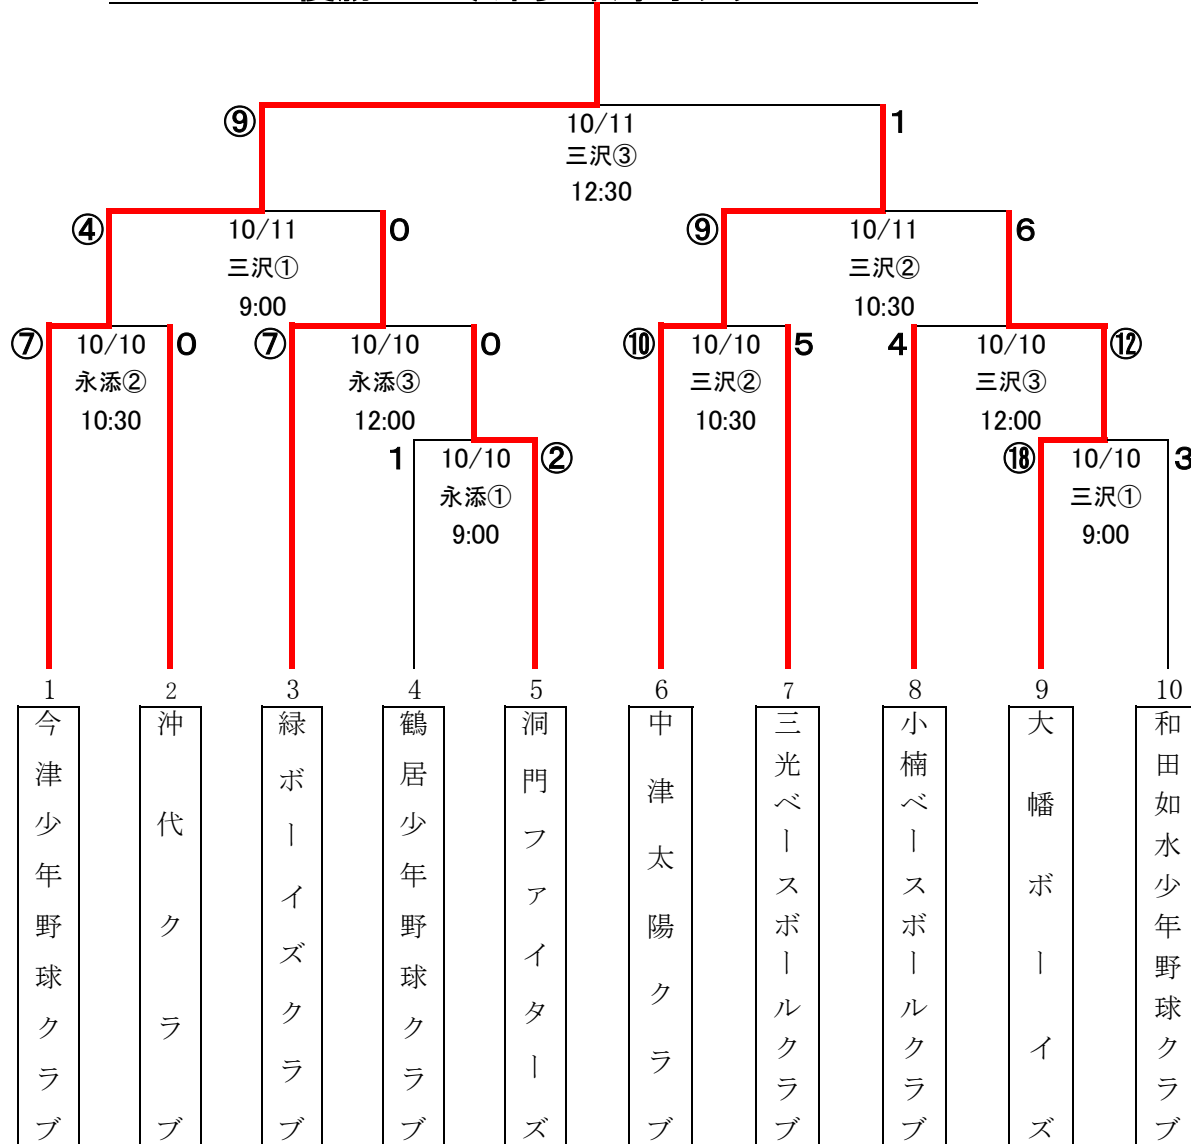 ⑨
10/11
三沢③
12:30
1
④
10/11
三沢①
9:00
0
⑨
10/11
三沢②
10:30
6
⑦
10/10
永添②
10:30
0
⑦
10/10
永添③
12:00
0
⑩
10/10
三沢②
10:30
5
4
10/10
三沢③
12:00
⑫
1
10/10
永添①
9:00
②
⑱
10/10
三沢①
9:00
3
1
2
3
4
5
6
7
8
9
10
今津少年野球クラブ
沖代クラブ
緑ボーイズクラブ
鶴居少年野球クラブ
洞門ファイターズ
中津太陽クラブ
三光ベースボールクラブ
小楠ベースボールクラブ
大幡ボーイズ
和田如水少年野球クラブ